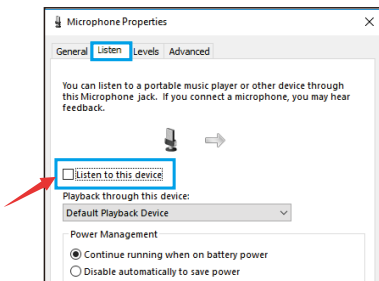 Microphone Properties
General Listen Levels Advanced
You can listen to a portable music player or other device through
this Microphone jack. If you connect a microphone, you may hear
feedback.
Listen to this device
Playback through this device:
Default Playback Device
Power Management
Continue running when on battery power
Disable automatically to save power